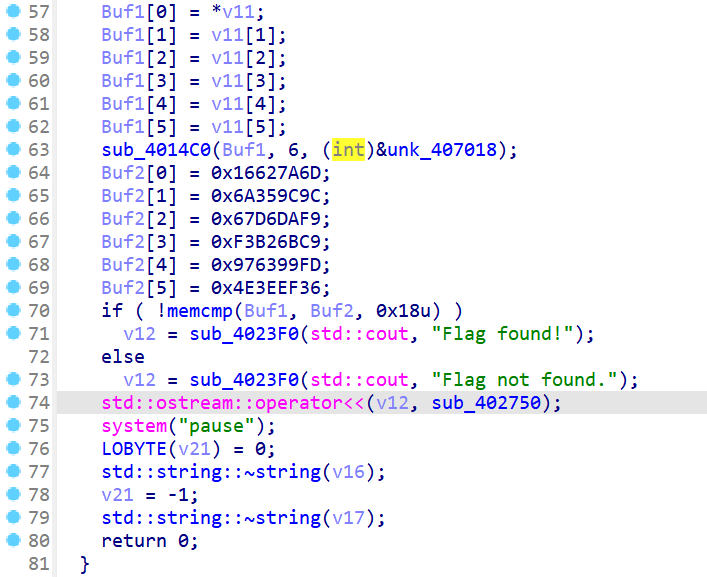 57 Buf1[0] = *v11;
58 Buf1[1] = v11[1];
59 Buf1[2] = v11[2];
60 Buf1[3] = v11[3];
61 Buf1[4] = v11[4];
62 Buf1[5] = v11[5];
63 sub_4014C0(Buf1, 6, (int)&unk_407018);
64 Buf2[0] = 0x16627A6D;
65 Buf2[1] = 0x6A359C9C;
66 Buf2[2] = 0x67D6DAF9;
67 Buf2[3] = 0xF3B26BC9;
68 Buf2[4] = 0x976399FD;
69 Buf2[5] = 0x4E3EEF36;
70 if ( !memcmp(Buf1, Buf2, 0x18u) )
71 v12 = sub_4023F0(std::cout, "Flag found!");
72 else
73 v12 = sub_4023F0(std::cout, "Flag not found.");
74 std::ostream::operator<<(v12, sub_402750);
75 system("pause");
76 LOBYTE(v21) = 0;
77 std::string::~string(v16);
78 v21 = -1;
79 std::string::~string(v17);
80 return 0;
81 }